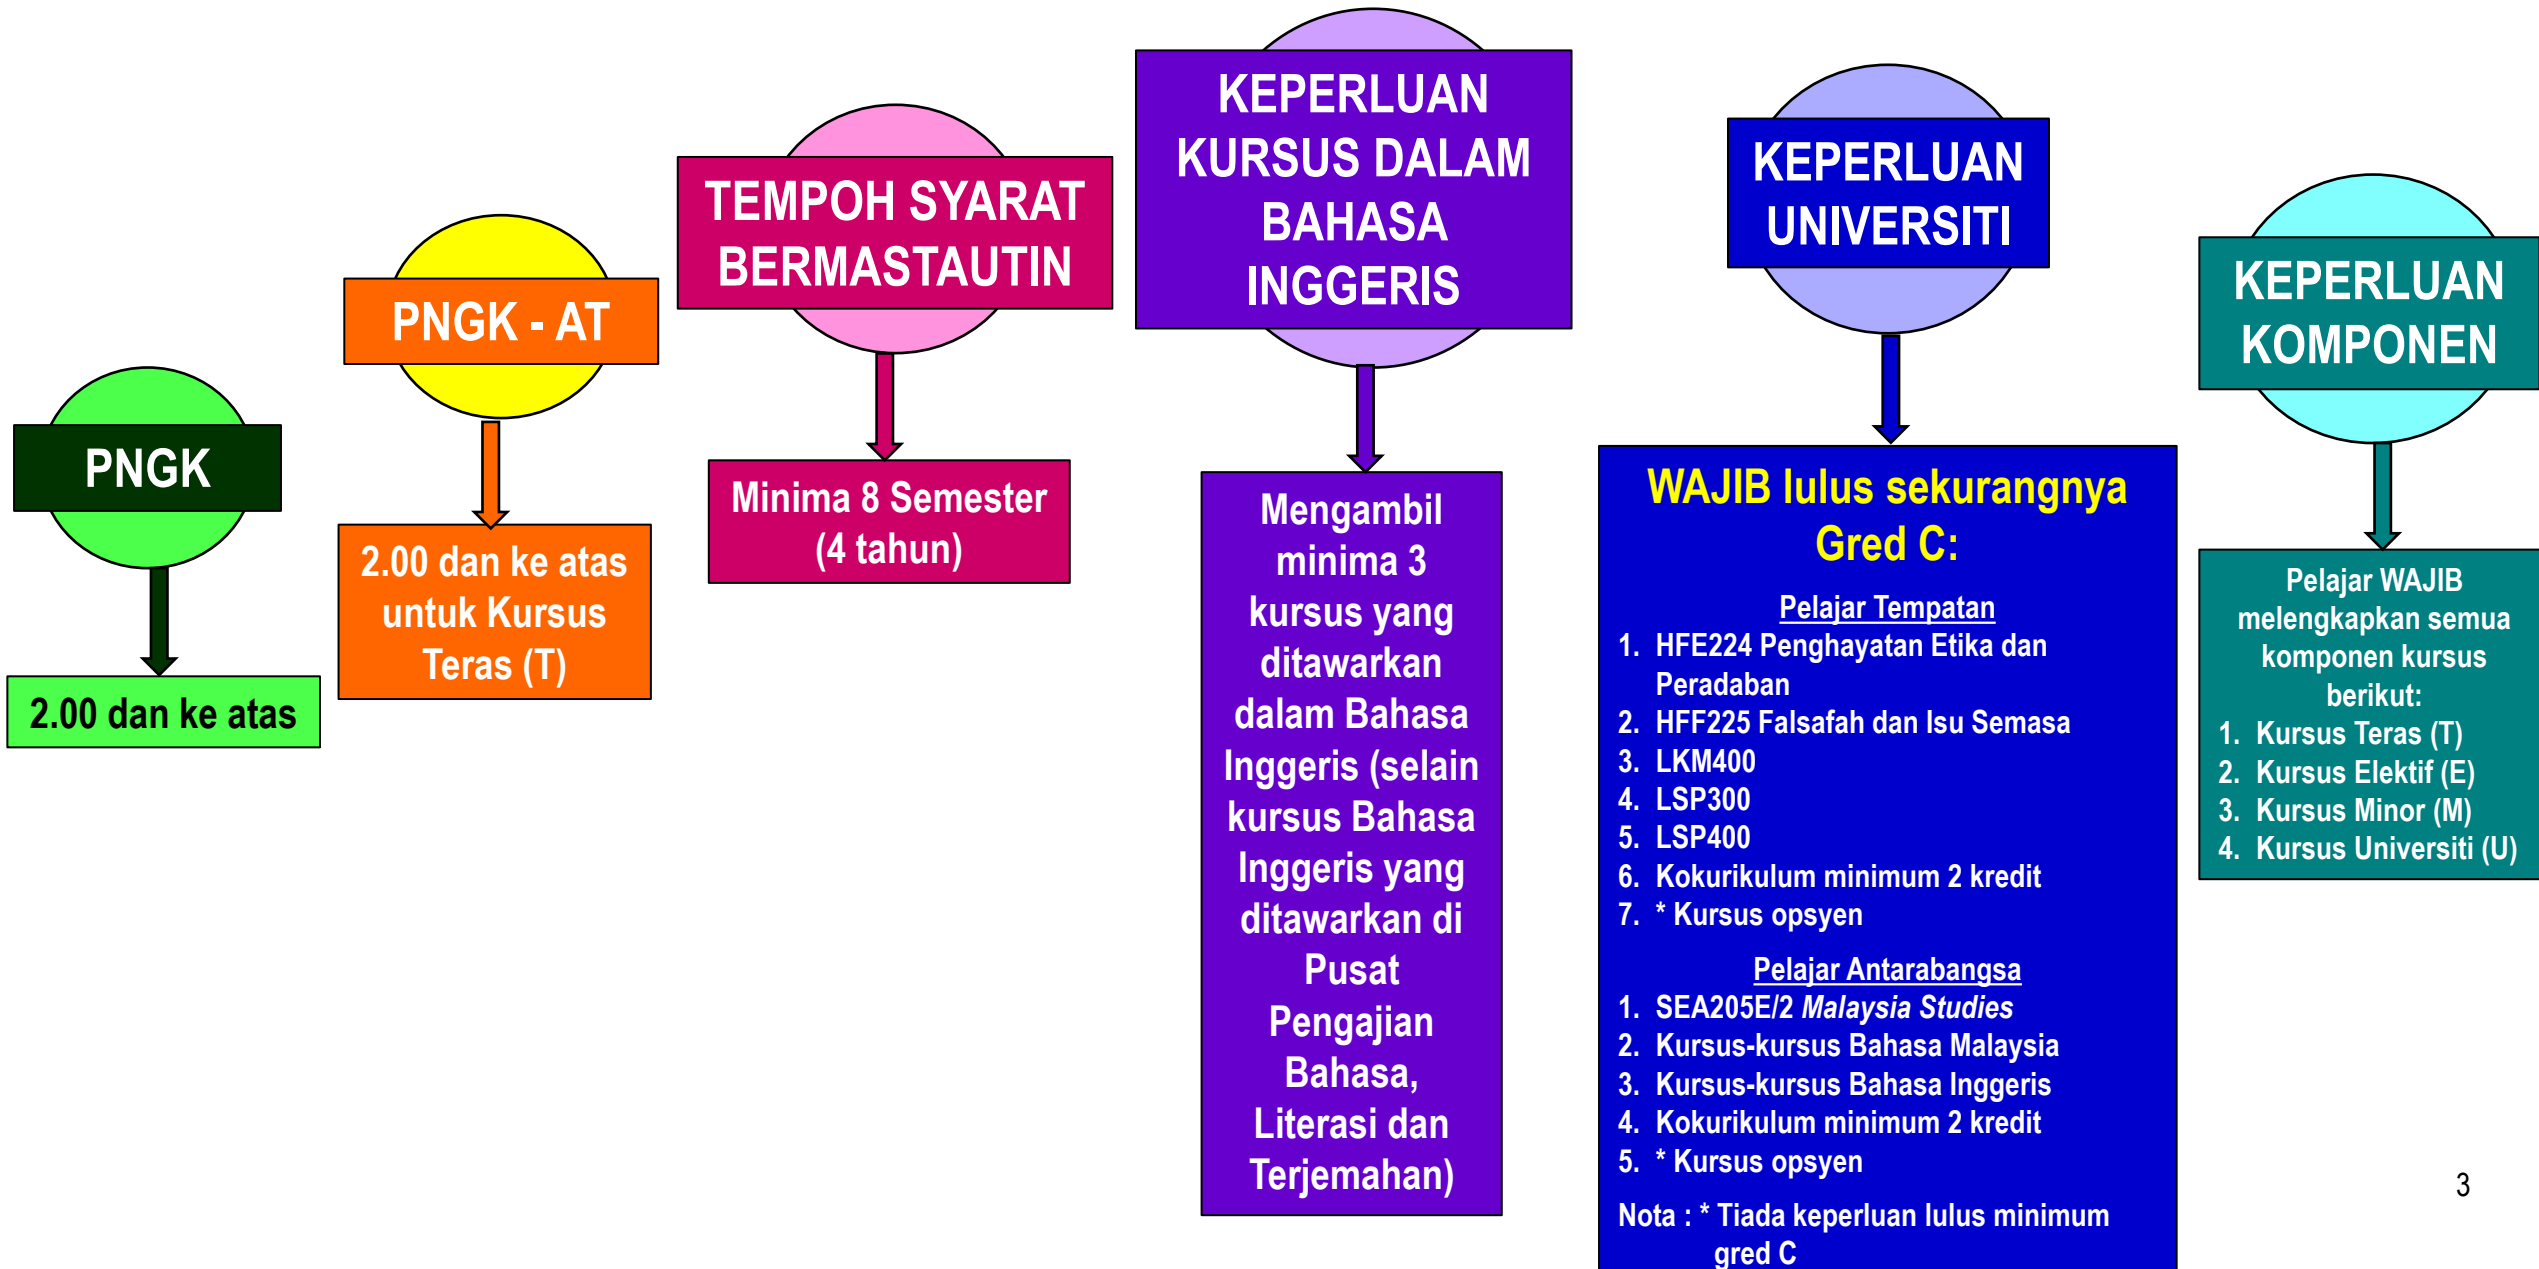 PNGK
2.00 dan ke atas
PNGK - AT
2.00 dan ke atas
untuk Kursus
Teras (T)
TEMPOH SYARAT
BERMASTAUTIN
Minima 8 Semester
(4 tahun)
KEPERLUAN
KURSUS DALAM
BAHASA
INGGERIS
Mengambil
minima 3
kursus yang
ditawarkan
dalam Bahasa
Inggeris (selain
kursus Bahasa
Inggeris yang
ditawarkan di
Pusat
Pengajian
Bahasa,
Literasi dan
Terjemahan)
KEPERLUAN
UNIVERSITI
WAJIB lulus sekurangnya
Gred C:
Pelajar Tempatan
1. HFE224 Penghayatan Etika dan
Peradaban
2. HFF225 Falsafah dan Isu Semasa
3. LKM400
4. LSP300
5. LSP400
6. Kokurikulum minimum 2 kredit
7. * Kursus opsyen
Pelajar Antarabangsa
1. SEA205E/2 Malaysia Studies
2. Kursus-kursus Bahasa Malaysia
3. Kursus-kursus Bahasa Inggeris
4. Kokurikulum minimum 2 kredit
5. * Kursus opsyen
Nota : * Tiada keperluan lulus minimum
gred C
KEPERLUAN
KOMPONEN
Pelajar WAJIB
melengkapkan semua
komponen kursus
berikut:
1. Kursus Teras (T)
2. Kursus Elektif (E)
3. Kursus Minor (M)
4. Kursus Universiti (U)
3